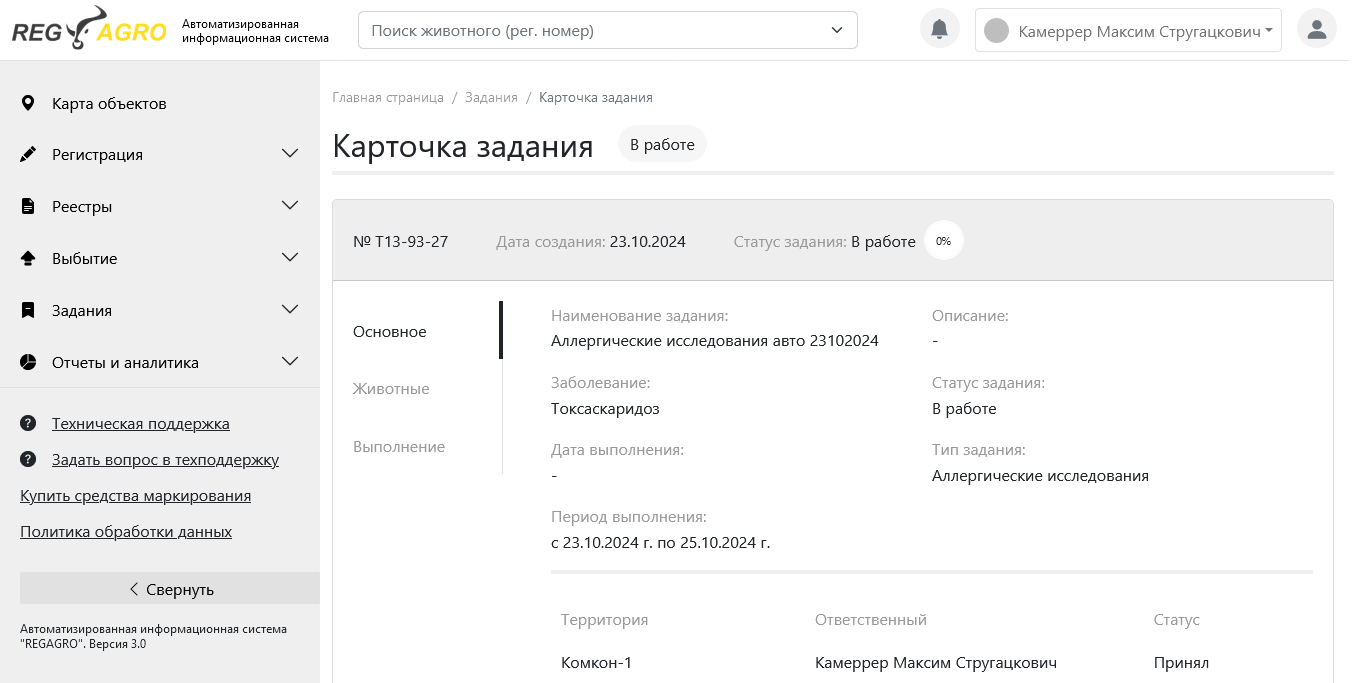 REG AGRO
Автоматизированная
информационная система
Поиск животного (рег. номер)
Камеррер Максим Стругацкович
Карта объектов
Регистрация
Реестры
Выбытие
Задания
Отчеты и аналитика
Техническая поддержка
Задать вопрос в техподдержку
Купить средства маркирования
Политика обработки данных
Свернуть
Автоматизированная информационная система
"REGAGRO". Версия 3.0
Главная страница / Задания / Карточка задания
Карточка задания В работе
№ Т13-93-27 Дата создания: 23.10.2024 Статус задания: В работе 0%
Основное
Животные
Выполнение
Наименование задания: Описание:
Аллергические исследования авто 23102024 -
Заболевание: Статус задания:
Токсаскаридоз В работе
Дата выполнения: Тип задания:
- Аллергические исследования
Период выполнения:
с 23.10.2024 г. по 25.10.2024 г.
Территория Ответственный Статус
Комкон-1 Камеррер Максим Стругацкович Принял